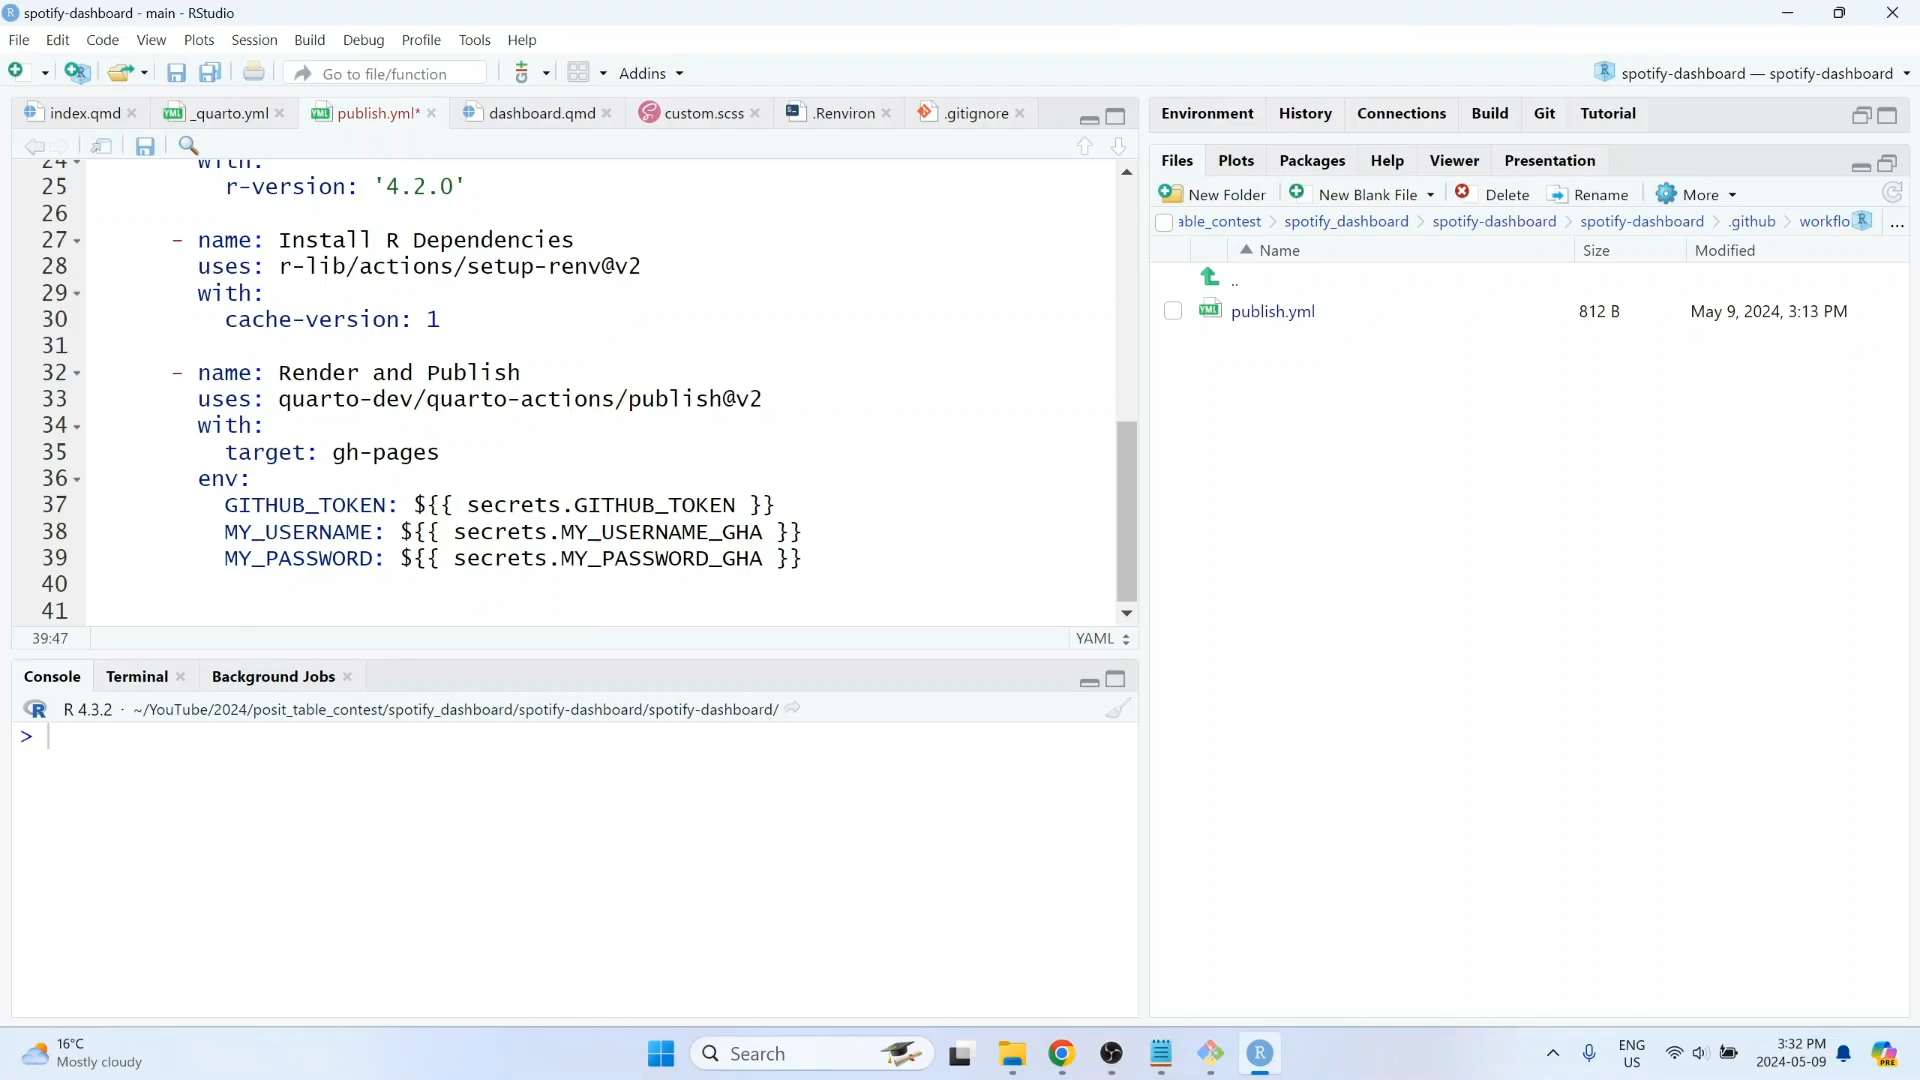 spotify-dashboard - main - RStudio
File Edit Code View Plots Session Build Debug Profile Tools Help
Go to file/function Addins spotify-dashboard — spotify-dashboard
index.qmd _quarto.yml publish.yml* dashboard.qmd custom.scss .Renviron .gitignore
24 with:
25 r-version: '4.2.0'
26
27 - name: Install R Dependencies
28 uses: r-lib/actions/setup-renv@v2
29 with:
30 cache-version: 1
31
32 - name: Render and Publish
33 uses: quarto-dev/quarto-actions/publish@v2
34 with:
35 target: gh-pages
36 env:
37 GITHUB_TOKEN: ${{ secrets.GITHUB_TOKEN }}
38 MY_USERNAME: ${{ secrets.MY_USERNAME_GHA }}
39 MY_PASSWORD: ${{ secrets.MY_PASSWORD_GHA }}
40
41
39:47 YAML
Console Terminal Background Jobs
R 4.3.2 · ~/YouTube/2024/posit_table_contest/spotify_dashboard/spotify-dashboard/spotify-dashboard/
>
Environment History Connections Build Git Tutorial
Files Plots Packages Help Viewer Presentation
New Folder New Blank File Delete Rename More
able_contest > spotify_dashboard > spotify-dashboard > spotify-dashboard > .github > workflo ...
Name Size Modified
..
publish.yml 812 B May 9, 2024, 3:13 PM
16°C
Mostly cloudy
Search
ENG
US
3:32 PM
2024-05-09
PRE